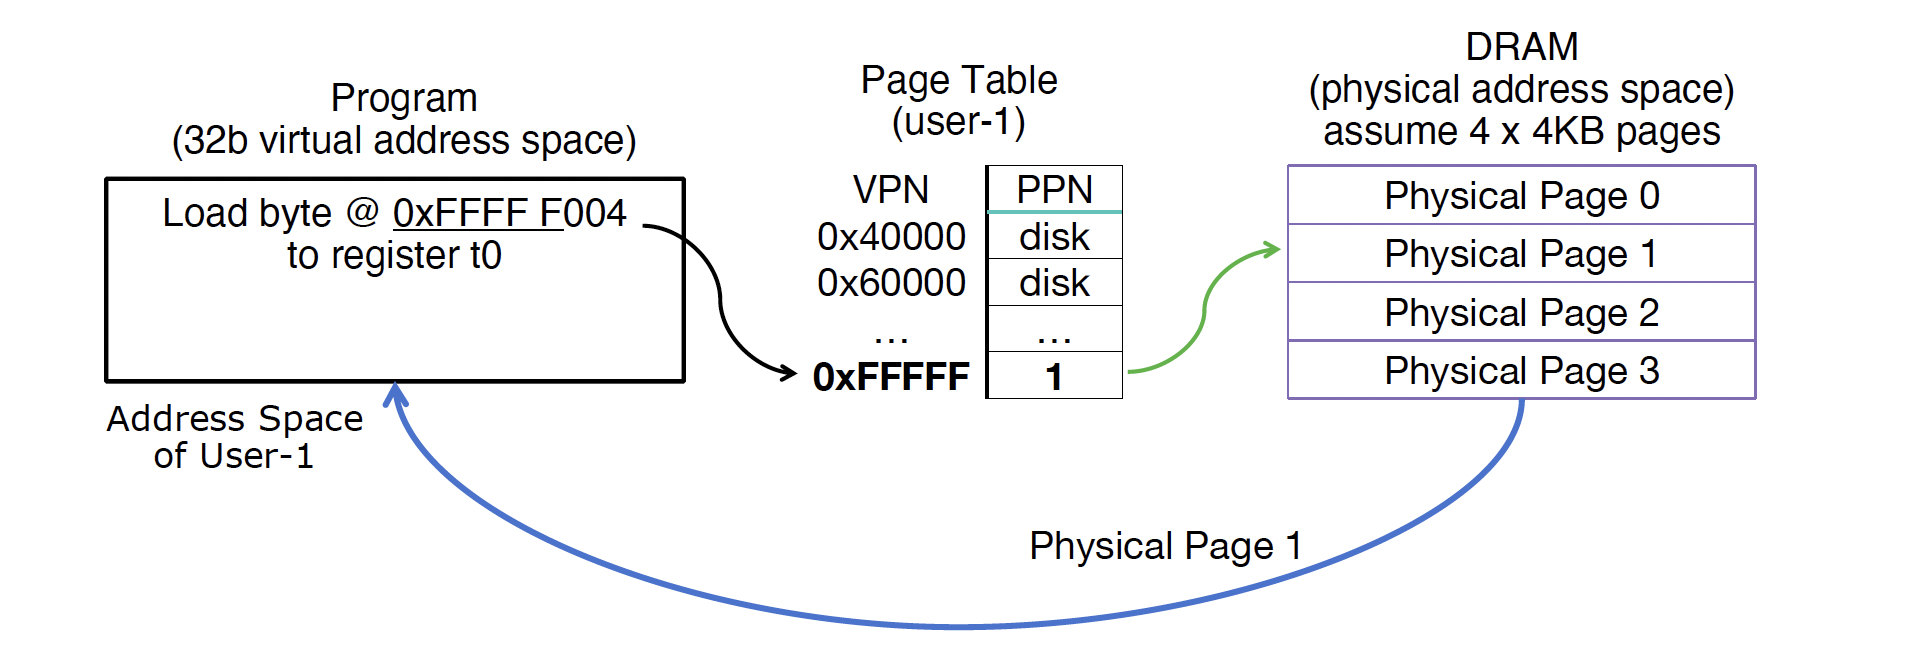 Program
(32b virtual address space)
Load byte @ 0xFFFF F004
to register t0
Address Space
of User-1
Page Table
(user-1)
VPN PPN
0x40000 disk
0x60000 disk
... ...
0xFFFFF 1
DRAM
(physical address space)
assume 4 x 4KB pages
Physical Page 0
Physical Page 1
Physical Page 2
Physical Page 3
Physical Page 1